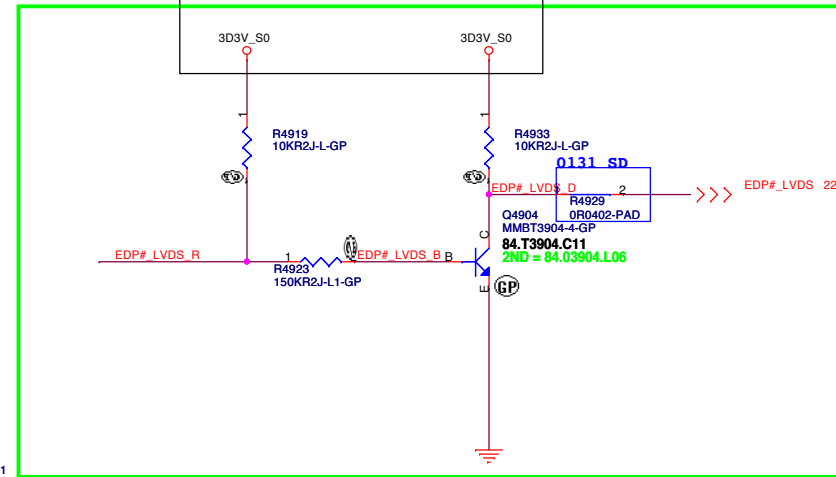 3D3V_S0
3D3V_S0
1
1
R4919
10KR2J-L-GP
R4933
10KR2J-L-GP
0131 SD
EDP#_LVDS_D
2
EDP#_LVDS 22
R4929
0R0402-PAD
Q4904
MMBT3904-4-GP
84.T3904.C11
2ND = 84.03904.L06
C
EDP#_LVDS_R
1
EDP#_LVDS_B
B
R4923
150KR2J-L1-GP
E
GP
1